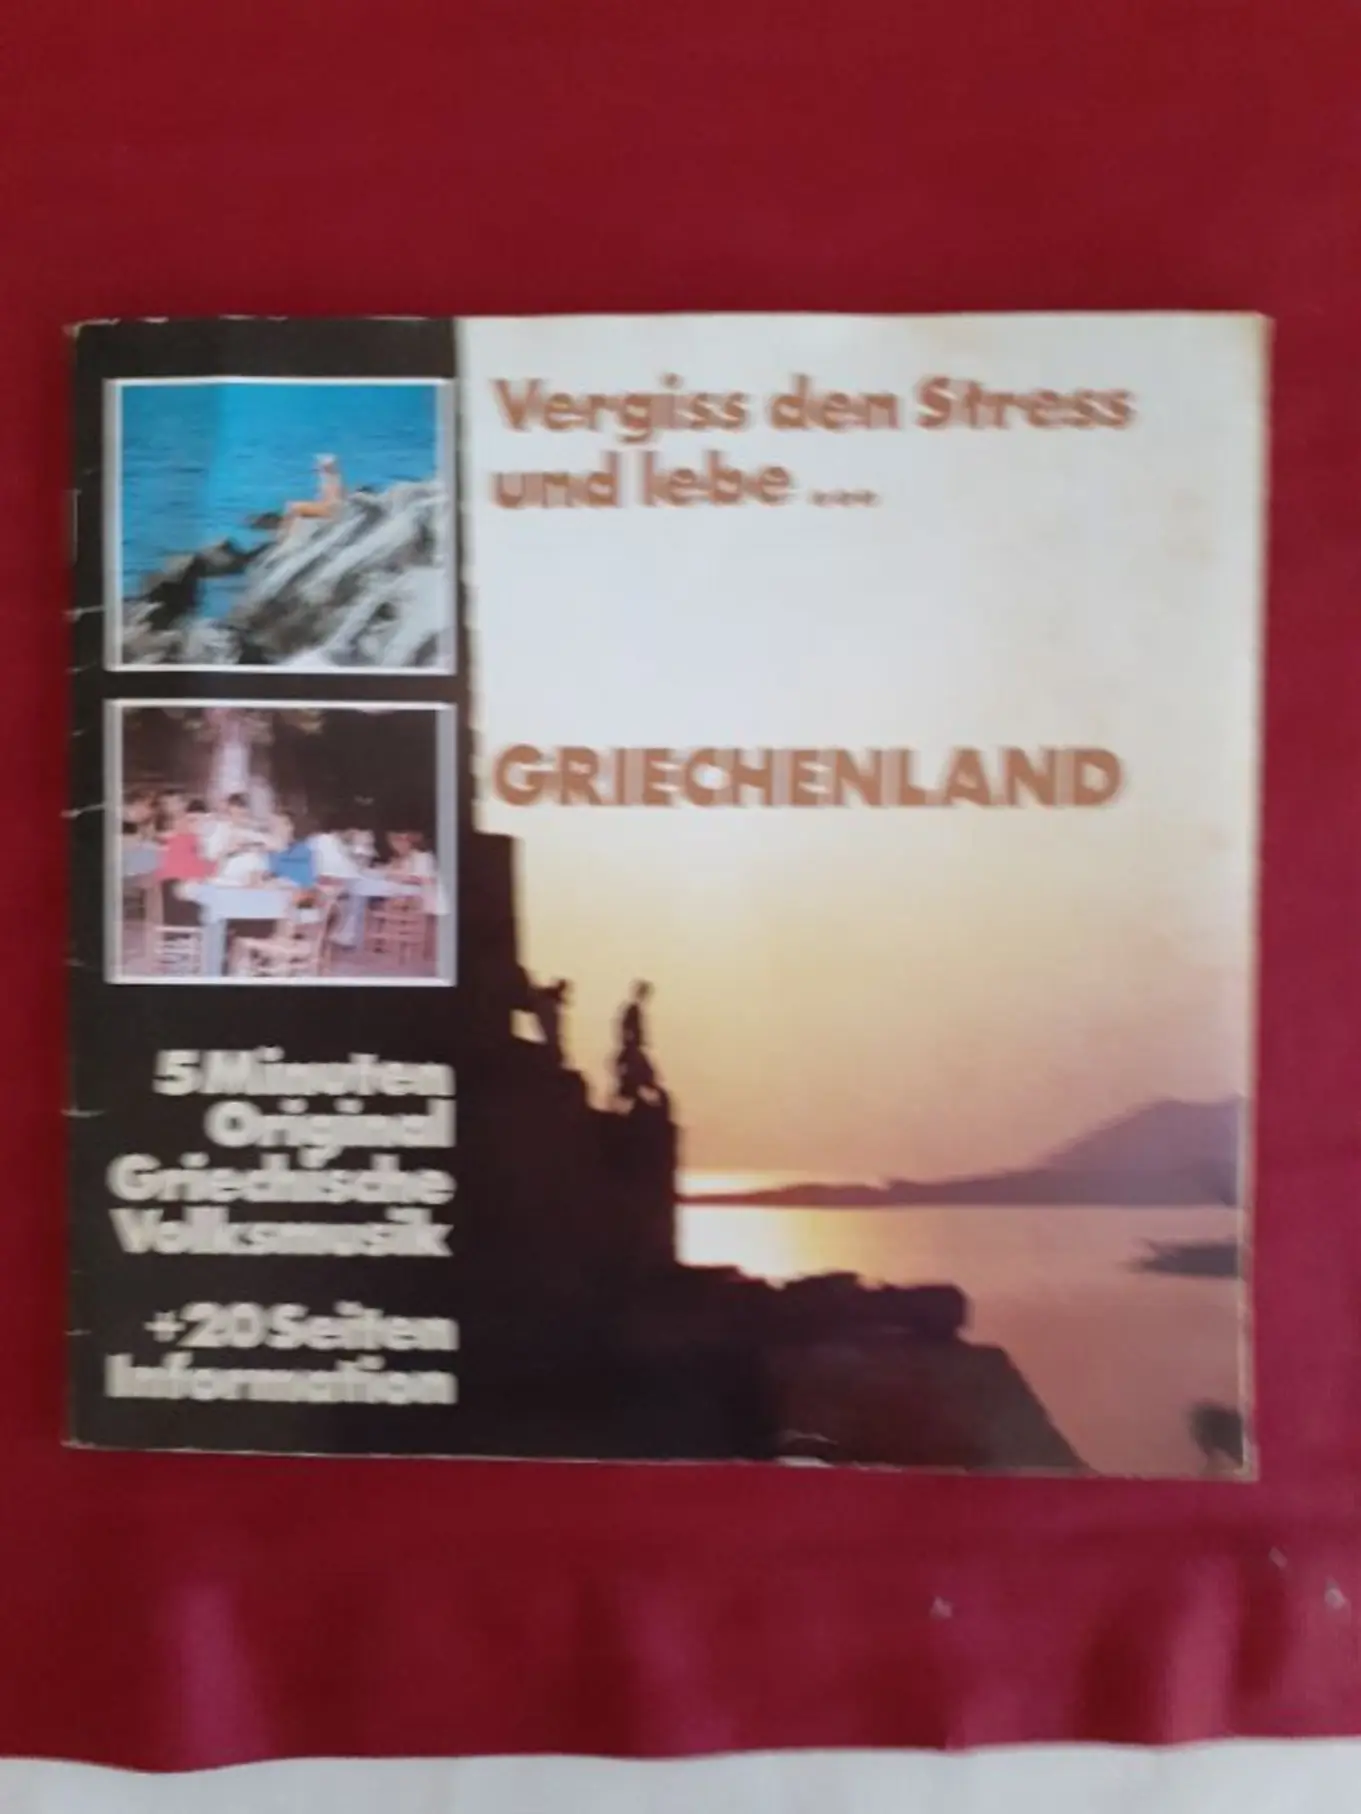 Vergiss den Stress
und lebe ...
GRIECHENLAND
5 Minuten
Original
Griechische
Volksmusik
+ 20 Seiten
Information